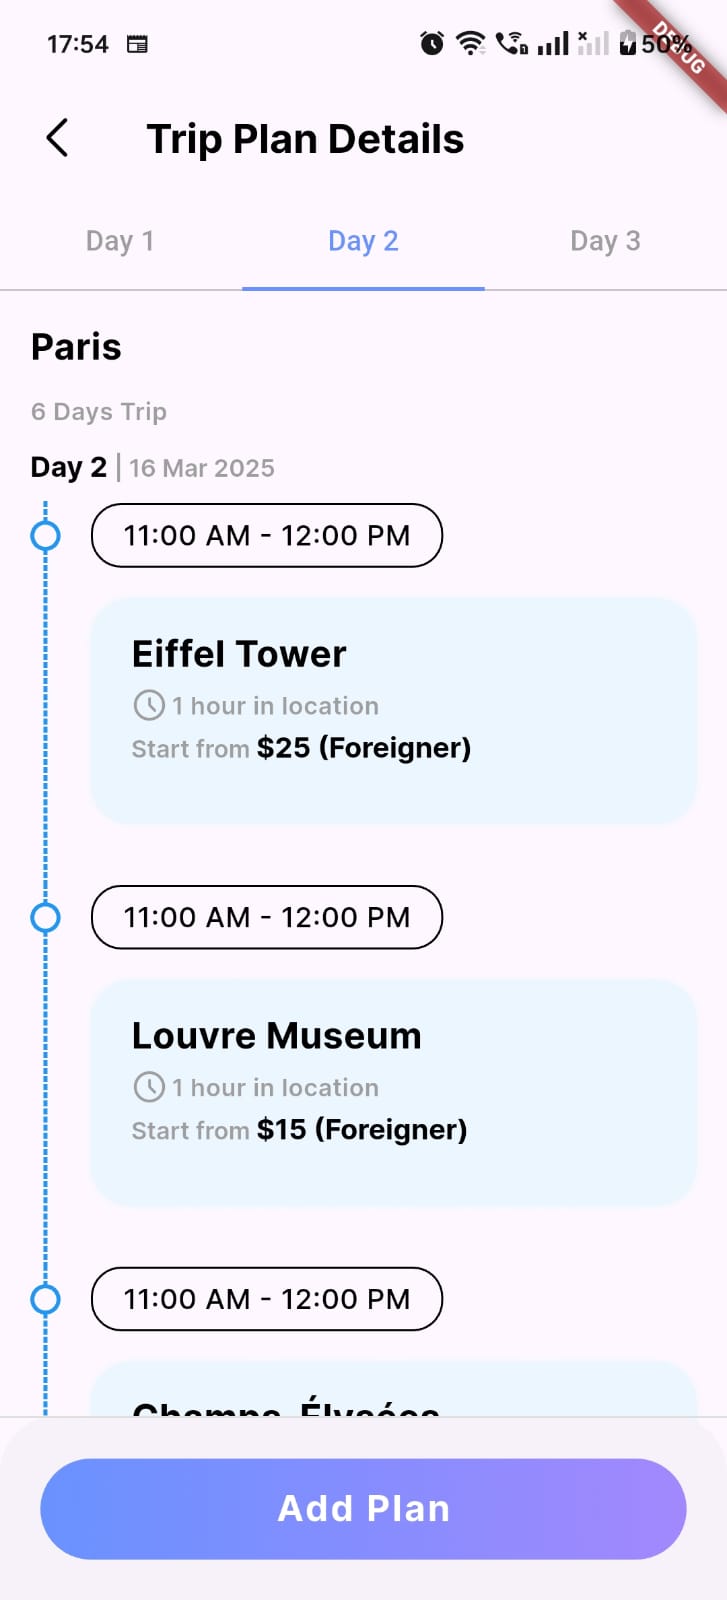 17:54
50%
DEBUG
Trip Plan Details
Day 1 Day 2 Day 3
Paris
6 Days Trip
Day 2 | 16 Mar 2025
11:00 AM - 12:00 PM
Eiffel Tower
1 hour in location
Start from $25 (Foreigner)
11:00 AM - 12:00 PM
Louvre Museum
1 hour in location
Start from $15 (Foreigner)
11:00 AM - 12:00 PM
Champs-Élysées
Add Plan